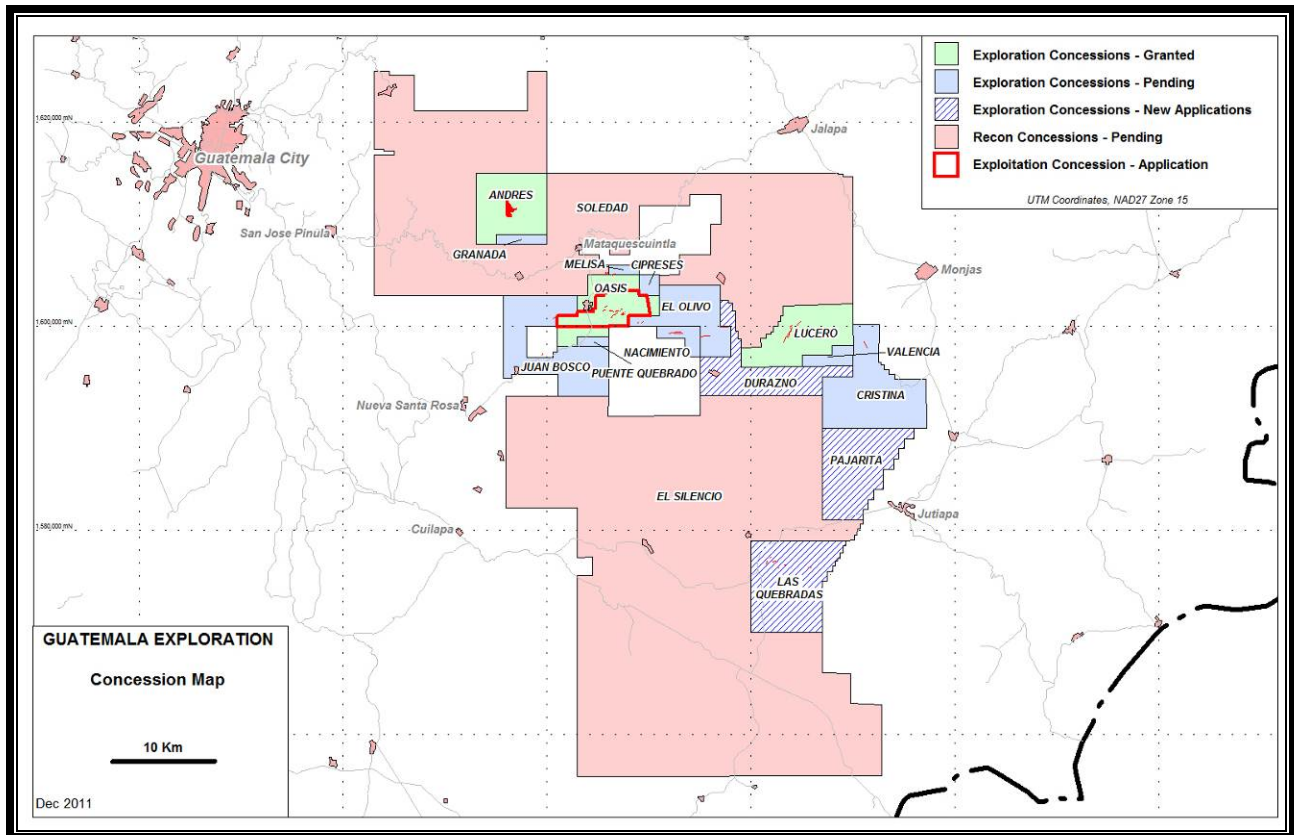 Exploration Concessions - Granted
Exploration Concessions - Pending
Exploration Concessions - New Applications
Recon Concessions - Pending
Exploitation Concession - Application
UTM Coordinates, NAD27 Zone 15
1,620,000 mN
Jalapa
Guatemala City
ANDRES
SOLEDAD
San Jose Pinula
Mataquescuintla
GRANADA
MELISA
CIPRESES
Monjas
OASIS
EL OLIVO
1,600,000 mN
LUCERO
NACIMIENTO
VALENCIA
JUAN BOSCO
PUENTE QUEBRADO
DURAZNO
CRISTINA
Nueva Santa Rosa
PAJARITA
EL SILENCIO
Jutiapa
1,580,000 mN
Cuilapa
LAS
QUEBRADAS
GUATEMALA EXPLORATION
Concession Map
10 Km
Dec 2011